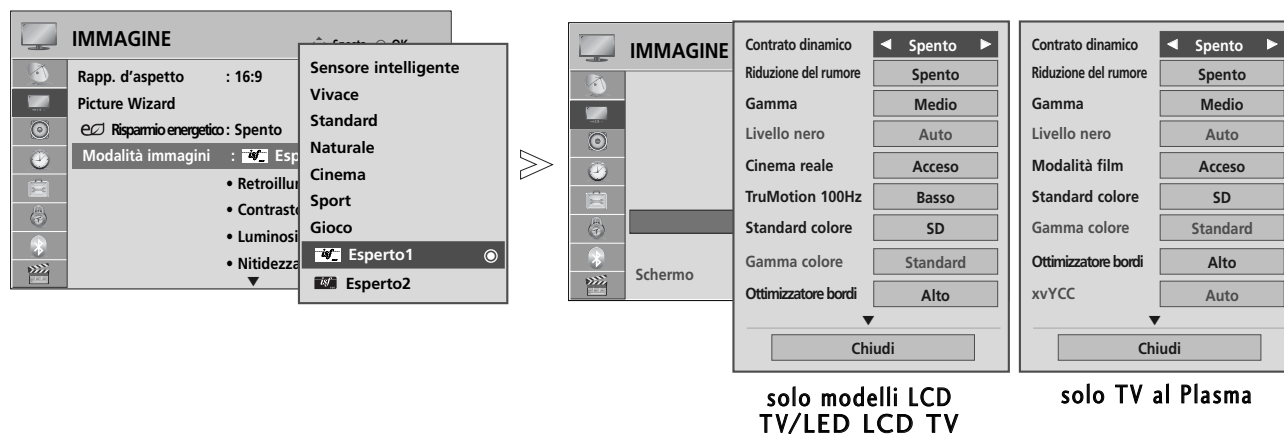 IMMAGINE
OK
Rapp. d'aspetto : 16:9
Picture Wizard
Risparmio energetico : Spento
Modalità immagini : isf_ Esp
• Retroillu
• Contrast
• Luminosi
• Nitidezza
Sensore intelligente
Vivace
Standard
Naturale
Cinema
Sport
Gioco
isf_ Esperto1
isf_ Esperto2
IMMAGINE
Schermo
Contrato dinamico Spento
Riduzione del rumore Spento
Gamma Medio
Livello nero Auto
Cinema reale Acceso
TruMotion 100Hz Basso
Standard colore SD
Gamma colore Standard
Ottimizzatore bordi Alto
Chiudi
solo modelli LCD
TV/LED LCD TV
Contrato dinamico Spento
Riduzione del rumore Spento
Gamma Medio
Livello nero Auto
Modalità film Acceso
Standard colore SD
Gamma colore Standard
Ottimizzatore bordi Alto
xvYCC Auto
Chiudi
solo TV al Plasma